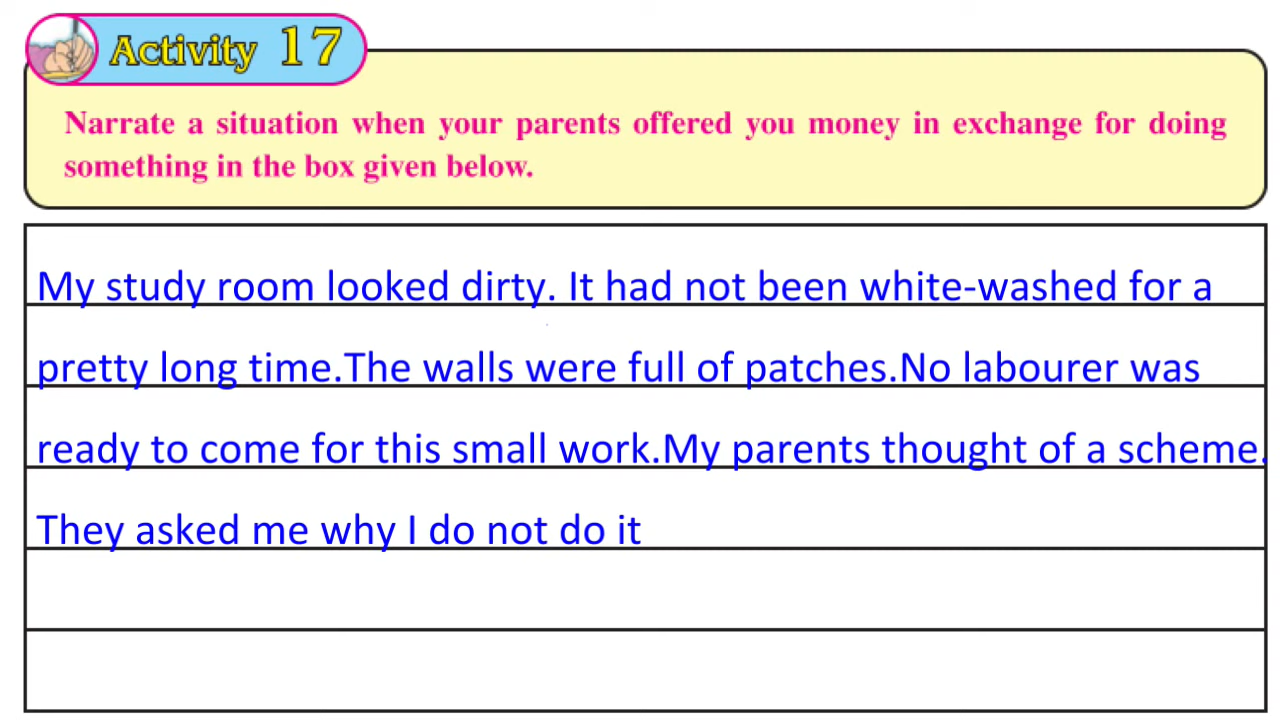 Activity 17
Narrate a situation when your parents offered you money in exchange for doing
something in the box given below.
My study room looked dirty. It had not been white-washed for a
pretty long time.The walls were full of patches.No labourer was
ready to come for this small work.My parents thought of a scheme.
They asked me why I do not do it